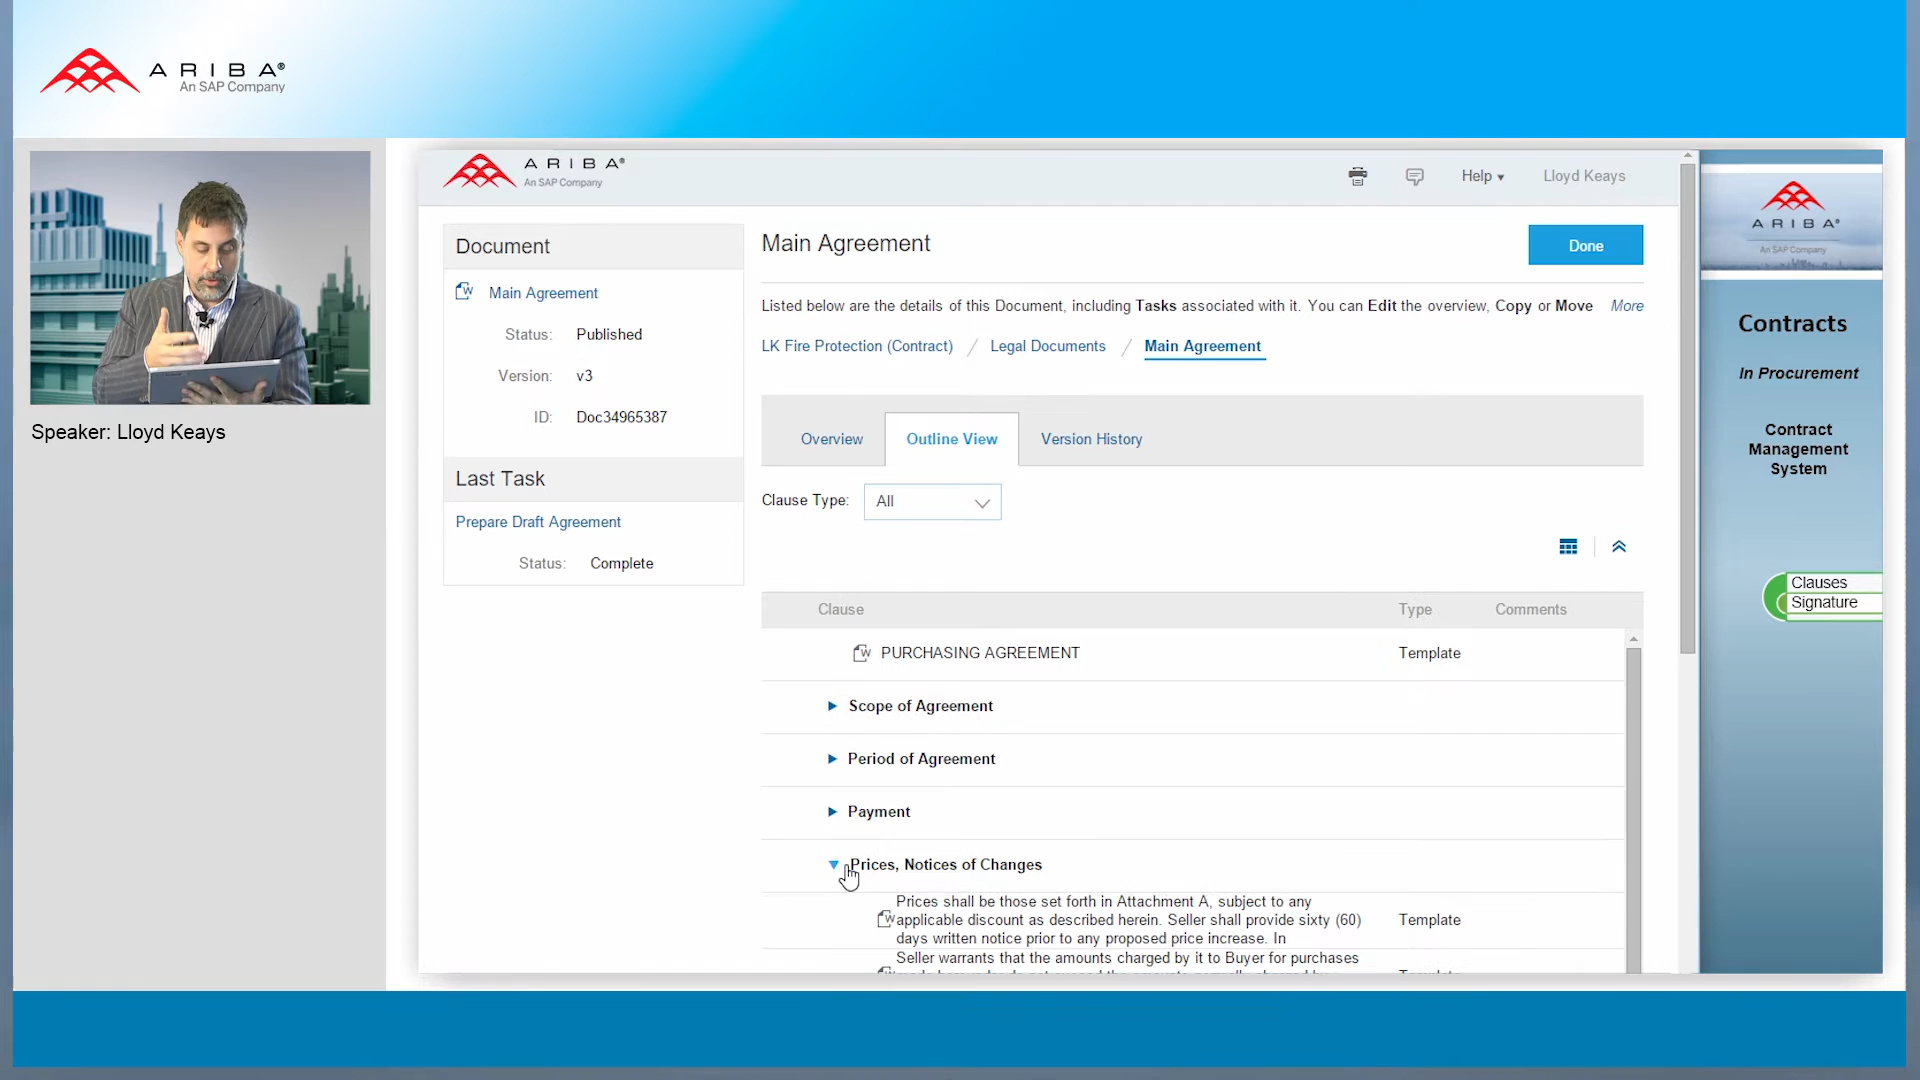 ARIBA®
An SAP Company
Speaker: Lloyd Keays
ARIBA®
An SAP Company
Help
Lloyd Keays
Document
Main Agreement
Status: Published
Version: v3
ID: Doc34965387
Last Task
Prepare Draft Agreement
Status: Complete
Main Agreement
Done
Listed below are the details of this Document, including Tasks associated with it. You can Edit the overview, Copy or Move More
LK Fire Protection (Contract) / Legal Documents / Main Agreement
Overview
Outline View
Version History
Clause Type: All
Clause Type Comments
PURCHASING AGREEMENT Template
Scope of Agreement
Period of Agreement
Payment
Prices, Notices of Changes
Prices shall be those set forth in Attachment A, subject to any
applicable discount as described herein. Seller shall provide sixty (60) Template
days written notice prior to any proposed price increase. In
Seller warrants that the amounts charged by it to Buyer for purchases
ARIBA®
An SAP Company
Contracts
In Procurement
Contract
Management
System
Clauses
Signature